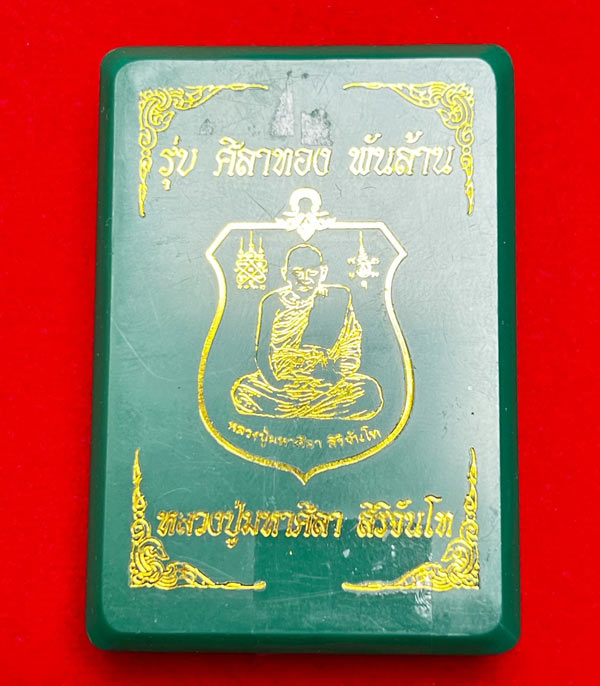 รุ่น ศิลาทอง พันล้าน
หลวงปู่มหาศิลา สิริจันโท
หลวงปู่มหาศิลา สิริจันโท